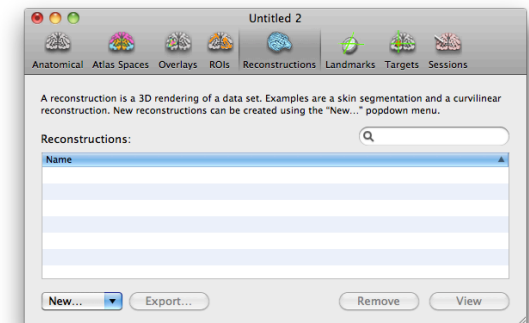 Untitled 2
Anatomical Atlas Spaces Overlays ROIs Reconstructions Landmarks Targets Sessions
A reconstruction is a 3D rendering of a data set. Examples are a skin segmentation and a curvilinear
reconstruction. New reconstructions can be created using the "New..." popdown menu.
Reconstructions:
Name
New... Export... Remove View